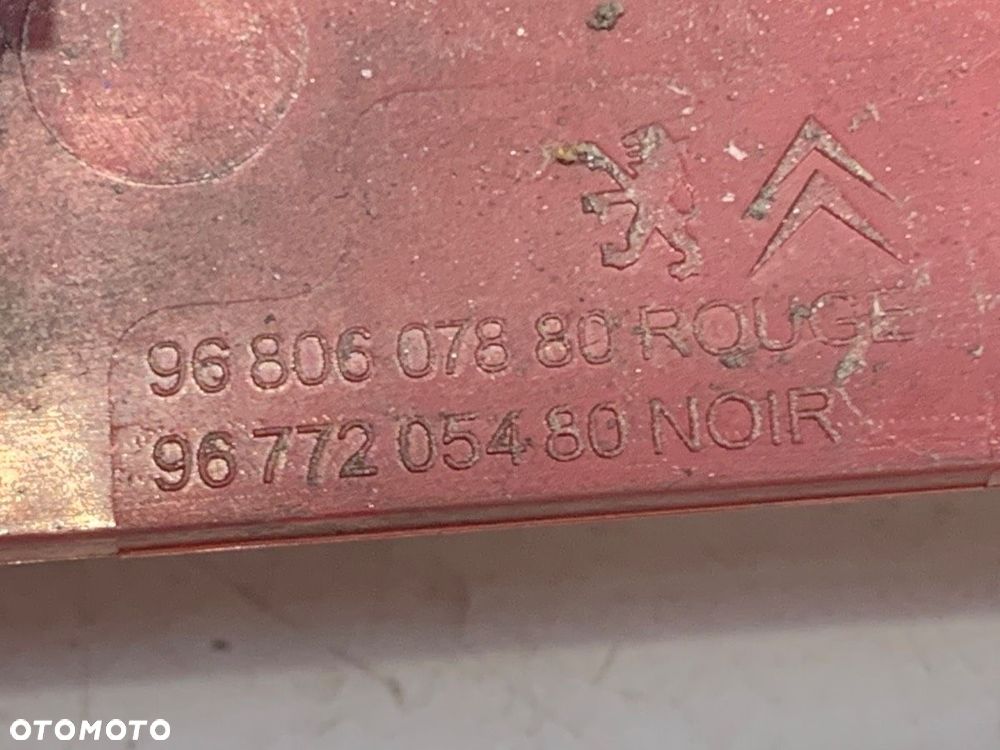 96 806 078 80 ROUGE
96 772 054 80 NOIR
OTOMOTO